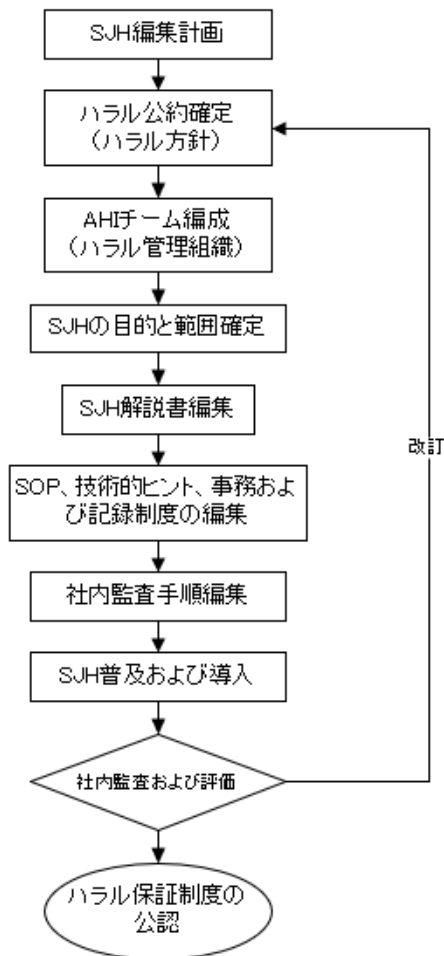 SJH編集計画
ハラル公約確定
（ハラル方針）
AHIチーム編成
（ハラル管理組織）
SJHの目的と範囲確定
SJH解説書編集
改訂
SOP、技術的ヒント、事務およ
び記録制度の編集
社内監査手順編集
SJH普及および導入
社内監査および評価
ハラル保証制度の
公認